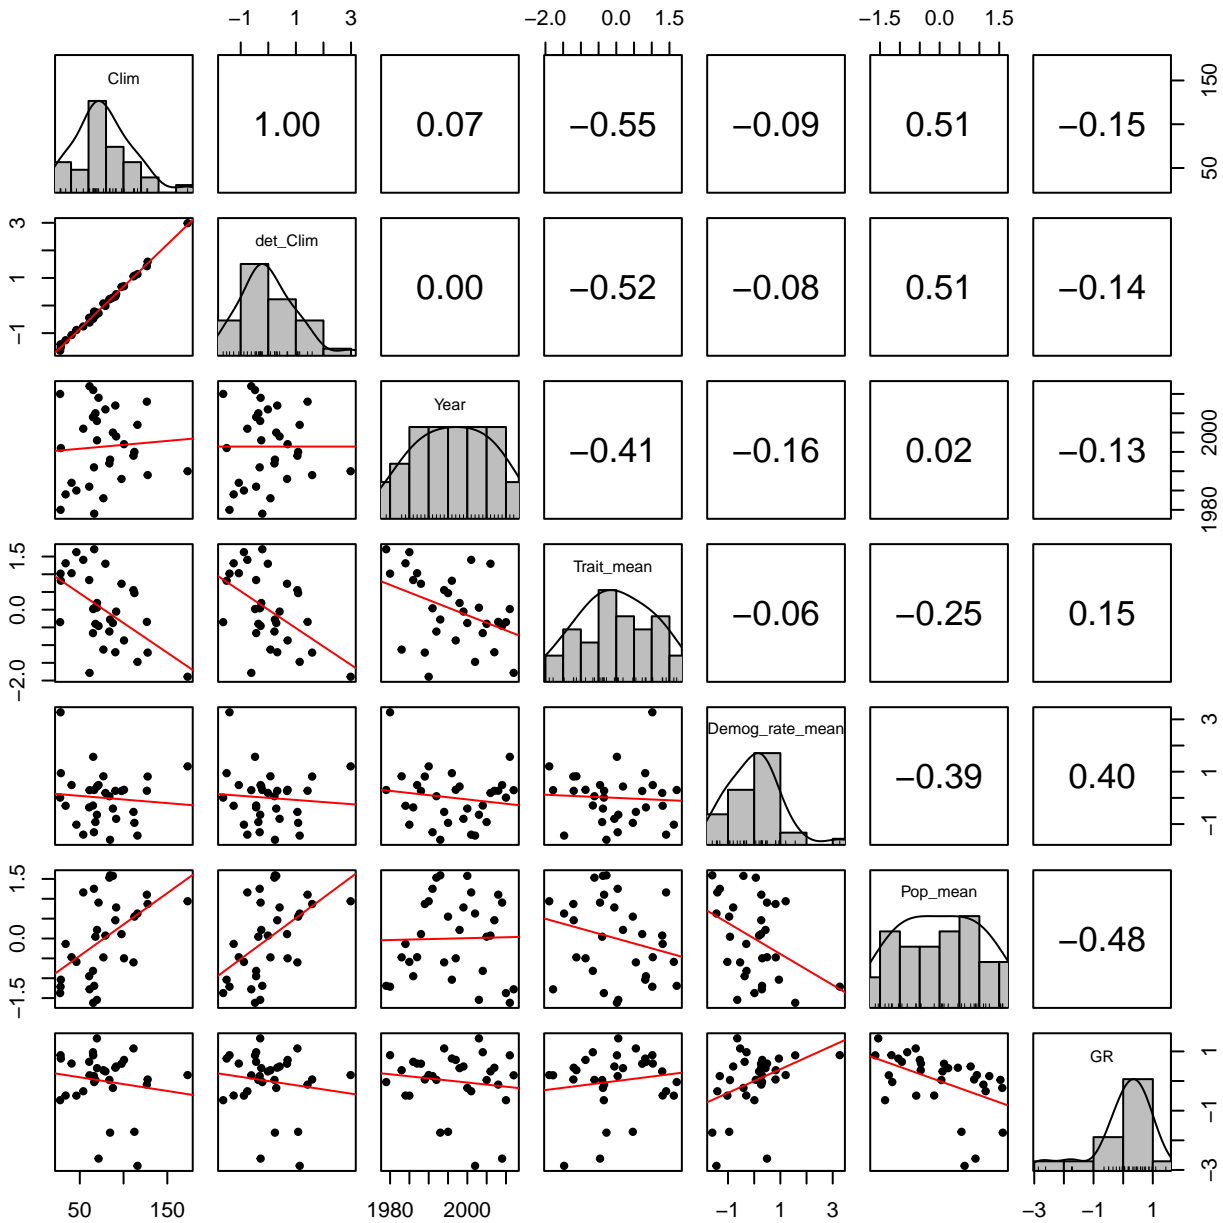 −1 1 3 −2.0 0.0 1.5 −1.5 0.0 1.5
Clim
1.00 0.07 −0.55 −0.09 0.51 −0.15
50 150
det_Clim
0.00 −0.52 −0.08 0.51 −0.14
−1 1 3
Year
−0.41 −0.16 0.02 −0.13
1980 2000
Trait_mean
−0.06 −0.25 0.15
−2.0 0.0 1.5
Demog_rate_mean
−0.39 0.40
−1 1 3
Pop_mean
−0.48
−1.5 0.0 1.5
GR
−3 −1 1
50 150 1980 2000 −1 1 3 −3 −1 1